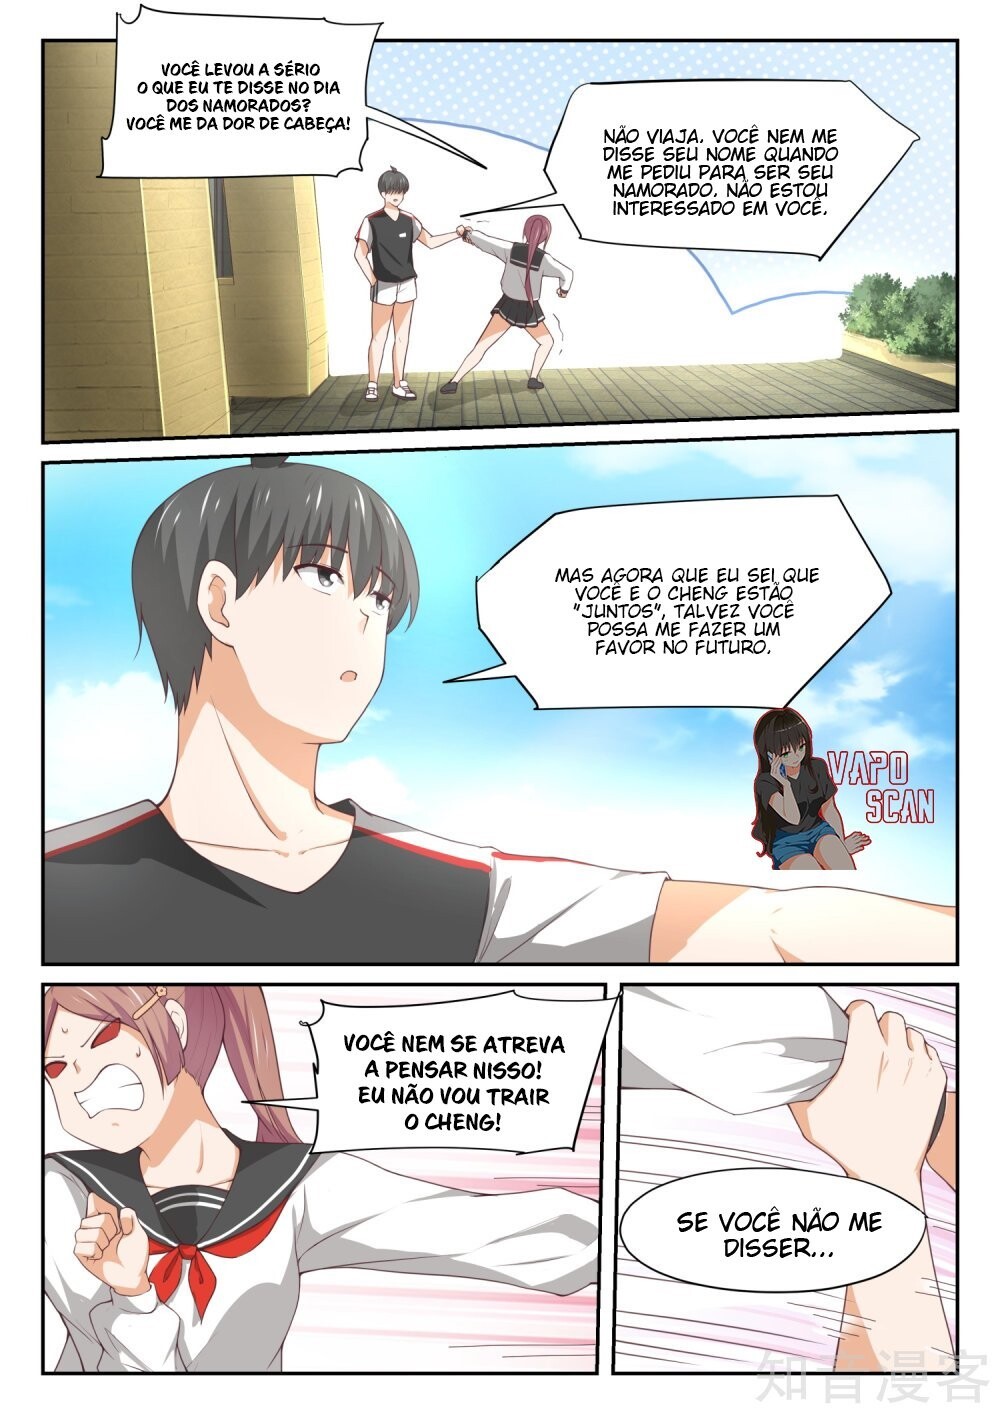 VOCÊ LEVOU A SÉRIO
O QUE EU TE DISSE NO DIA
DOS NAMORADOS?
VOCÊ ME DA DOR DE CABEÇA!
NÃO VIAJA. VOCÊ NEM ME
DISSE SEU NOME QUANDO
ME PEDIU PARA SER SEU
NAMORADO. NÃO ESTOU
INTERESSADO EM VOCÊ.
MAS AGORA QUE EU SEI QUE
VOCÊ E O CHENG ESTÃO
"JUNTOS", TALVEZ VOCÊ
POSSA ME FAZER UM
FAVOR NO FUTURO.
VAPO
SCAN
VOCÊ NEM SE ATREVA
A PENSAR NISSO!
EU NÃO VOU TRAIR
O CHENG!
SE VOCÊ NÃO ME
DISSER...
知音漫客